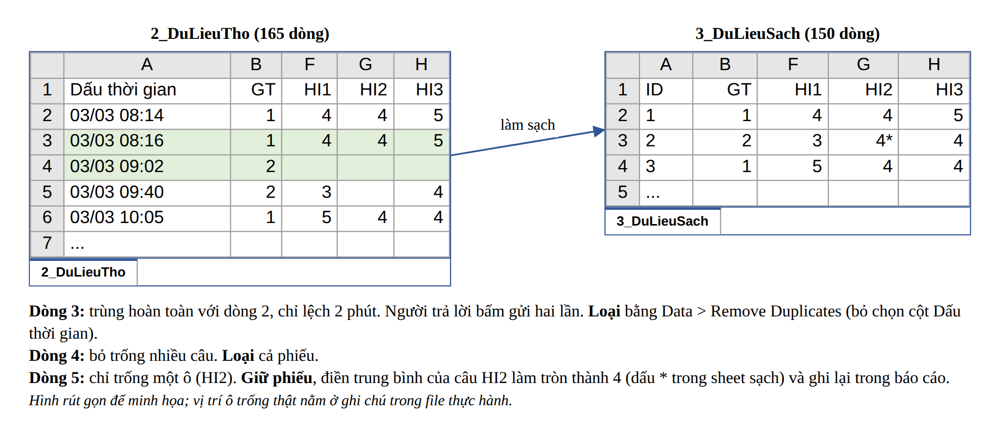 2_DuLieuTho (165 dòng)
A B F G H
1 Dấu thời gian GT HI1 HI2 HI3
2 03/03 08:14 1 4 4 5
3 03/03 08:16 1 4 4 5
4 03/03 09:02 2
5 03/03 09:40 2 3 4
6 03/03 10:05 1 5 4 4
7 ...
2_DuLieuTho
làm sạch
3_DuLieuSach (150 dòng)
A B F G H
1 ID GT HI1 HI2 HI3
2 1 1 4 4 5
3 2 2 3 4* 4
4 3 1 5 4 4
5 ...
3_DuLieuSach
Dòng 3: trùng hoàn toàn với dòng 2, chỉ lệch 2 phút. Người trả lời bấm gửi hai lần. Loại bằng Data > Remove Duplicates (bỏ chọn cột Dấu
thời gian).
Dòng 4: bỏ trống nhiều câu. Loại cả phiếu.
Dòng 5: chỉ trống một ô (HI2). Giữ phiếu, điền trung bình của câu HI2 làm tròn thành 4 (dấu * trong sheet sạch) và ghi lại trong báo cáo.
Hình rút gọn để minh họa; vị trí ô trống thật nằm ở ghi chú trong file thực hành.